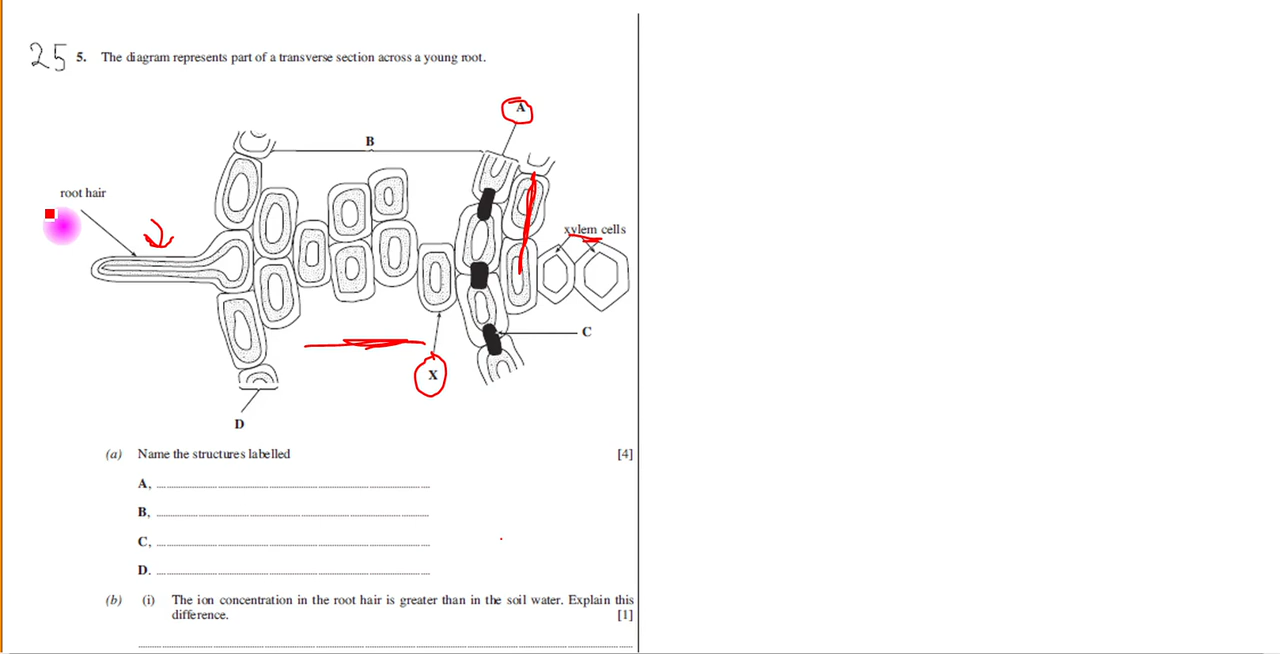 25 5. The diagram represents part of a transverse section across a young root.
A
B
root hair
xylem cells
C
X
D
(a) Name the structures labelled [4]
A,
B,
C,
D.
(b) (i) The ion concentration in the root hair is greater than in the soil water. Explain this
difference. [1]